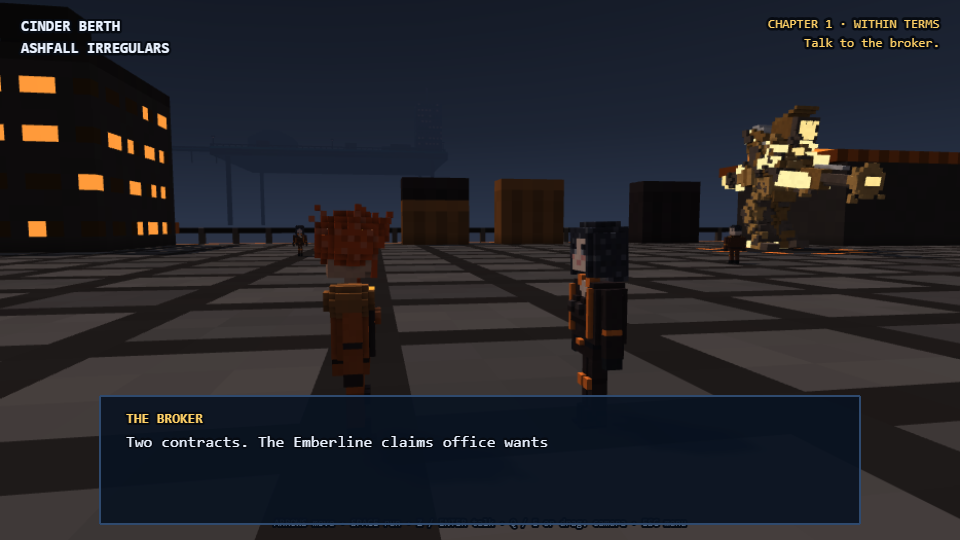 CINDER BERTH
ASHFALL IRREGULARS
CHAPTER 1 · WITHIN TERMS
Talk to the broker.
THE BROKER
Two contracts. The Emberline claims office wants